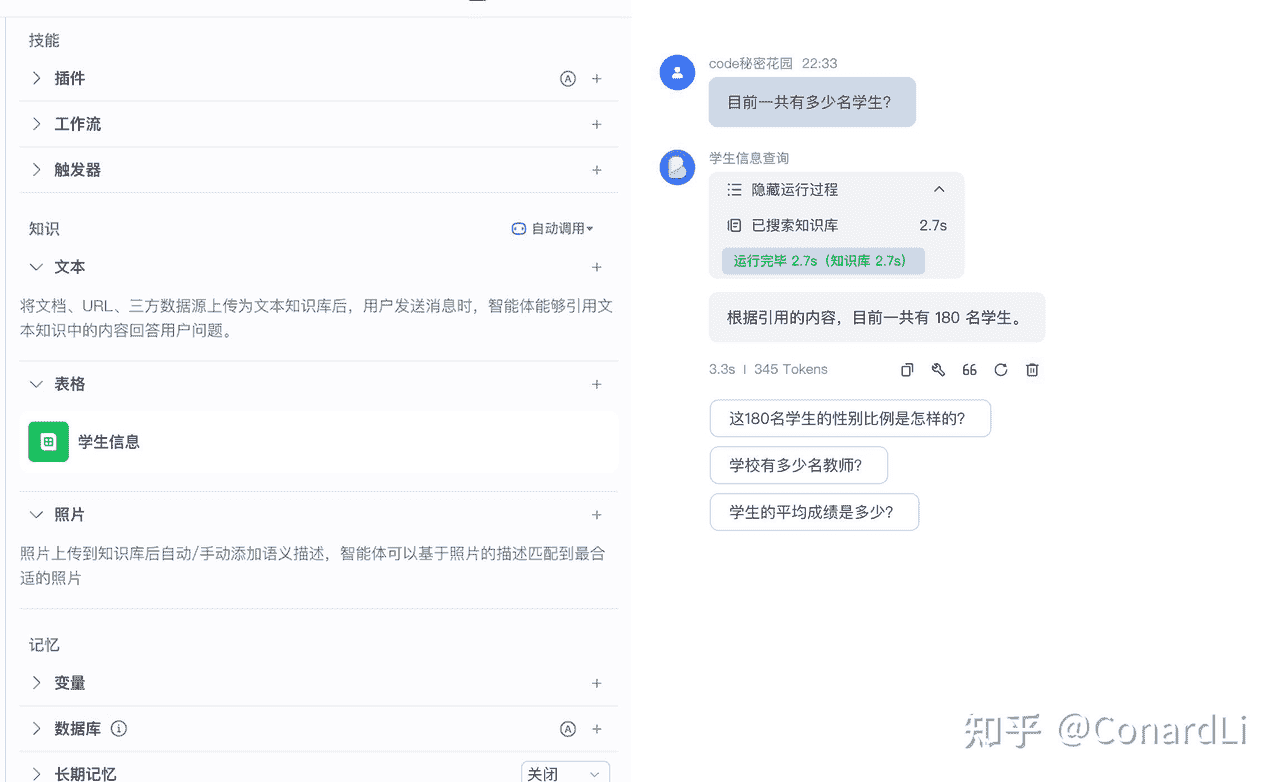 技能
插件
工作流
触发器
知识
自动调用
文本
将文档、URL、三方数据源上传为文本知识库后，用户发送消息时，智能体能够引用文
本知识中的内容回答用户问题。
表格
学生信息
照片
照片上传到知识库后自动/手动添加语义描述，智能体可以基于照片的描述匹配到最合
适的照片
记忆
变量
数据库
长期记忆
关闭
code秘密花园 22:33
目前一共有多少名学生?
学生信息查询
隐藏运行过程
已搜索知识库 2.7s
运行完毕 2.7s（知识库 2.7s）
根据引用的内容，目前一共有 180 名学生。
3.3s | 345 Tokens
这180名学生的性别比例是怎样的?
学校有多少名教师?
学生的平均成绩是多少?
知乎 @ConardLi